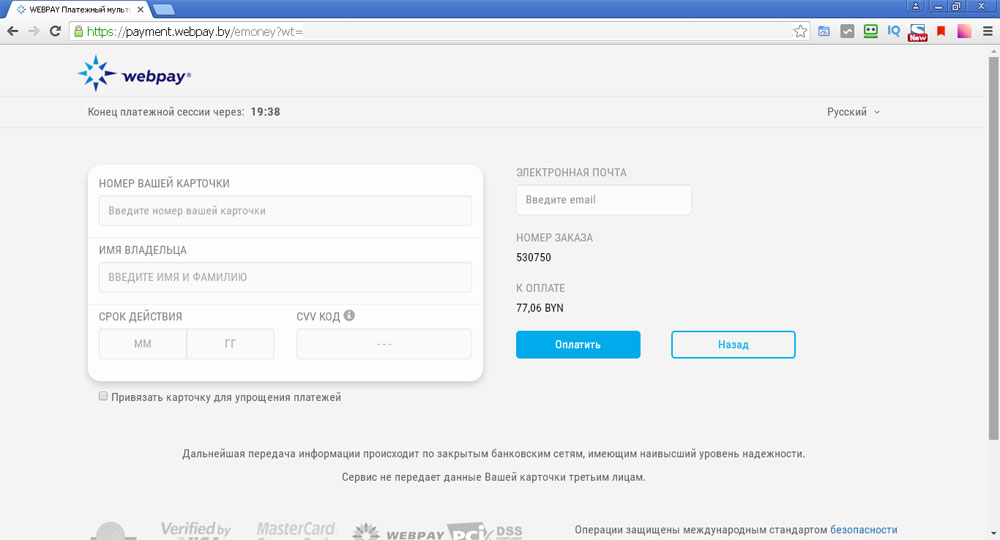 WEBPAY Платежный мульт
https://payment.webpay.by/emoney?wt=
IQ
New
webpay®
Конец платежной сессии через: 19:38
Русский
НОМЕР ВАШЕЙ КАРТОЧКИ
Введите номер вашей карточки
ИМЯ ВЛАДЕЛЬЦА
ВВЕДИТЕ ИМЯ И ФАМИЛИЮ
СРОК ДЕЙСТВИЯ
CVV КОД
ММ
ГГ
- - -
Привязать карточку для упрощения платежей
ЭЛЕКТРОННАЯ ПОЧТА
Введите email
НОМЕР ЗАКАЗА
530750
К ОПЛАТЕ
77,06 BYN
Оплатить
Назад
Дальнейшая передача информации происходит по закрытым банковским сетям, имеющим наивысший уровень надежности.
Сервис не передает данные Вашей карточки третьим лицам.
Verified by
MasterCard
WEBPAY
PCI DSS
Операции защищены международным стандартом безопасности